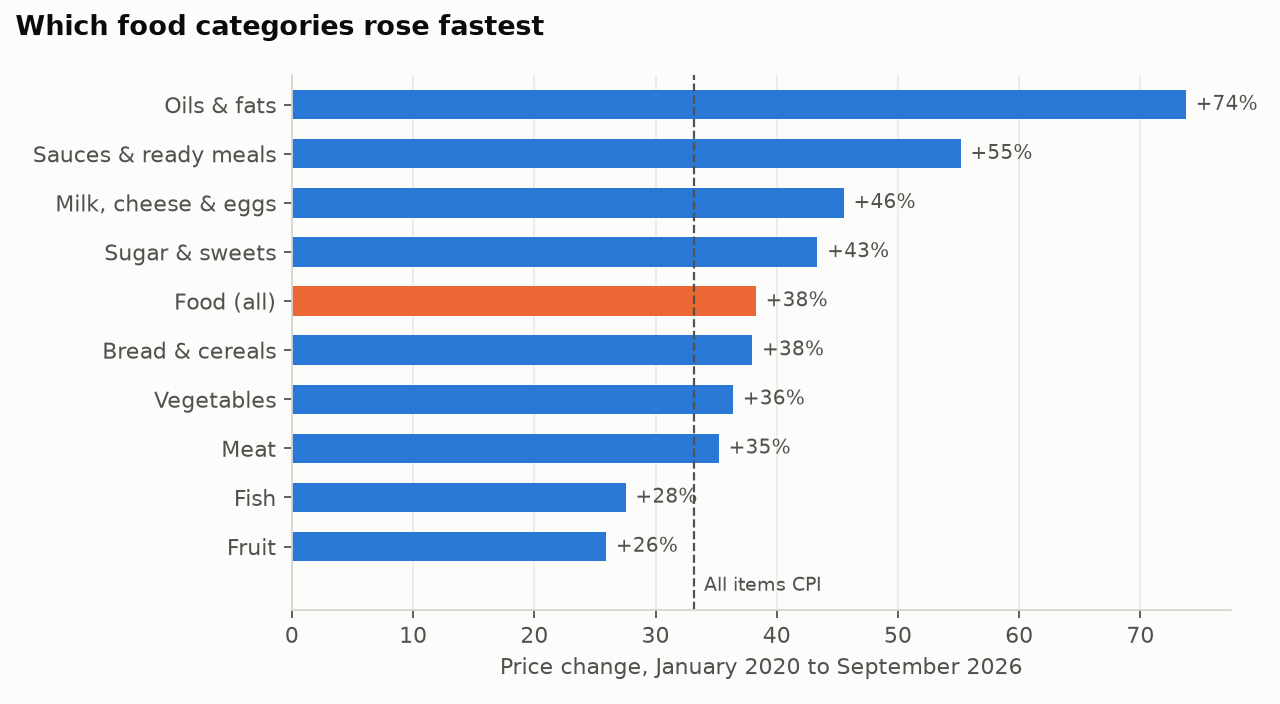 Which food categories rose fastest
Oils & fats +74%
Sauces & ready meals +55%
Milk, cheese & eggs +46%
Sugar & sweets +43%
Food (all) +38%
Bread & cereals +38%
Vegetables +36%
Meat +35%
Fish +28%
Fruit +26%
All items CPI
0 10 20 30 40 50 60 70
Price change, January 2020 to September 2026